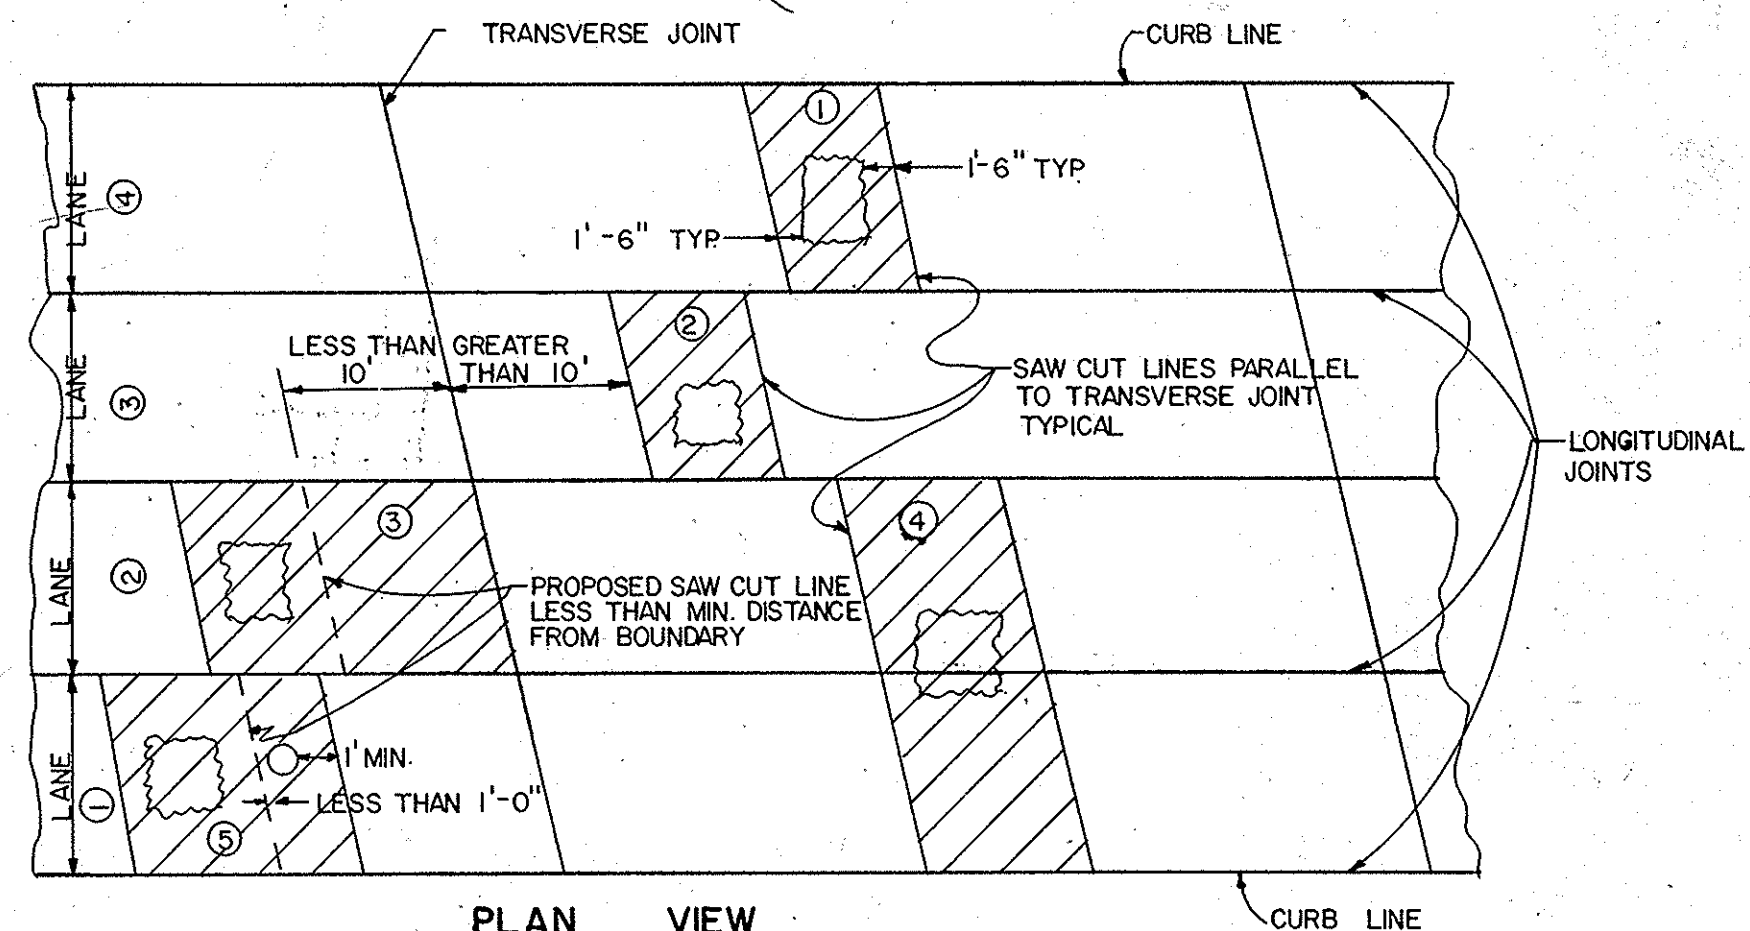 TRANSVERSE JOINT
CURB LINE
①
1'-6" TYP.
1'-6" TYP.
LANE ④
②
LESS THAN 10'
GREATER THAN 10'
LANE ③
SAW CUT LINES PARALLEL
TO TRANSVERSE JOINT
TYPICAL
LONGITUDINAL
JOINTS
③
④
LANE ②
PROPOSED SAW CUT LINE
LESS THAN MIN. DISTANCE
FROM BOUNDARY
1' MIN.
LESS THAN 1'-0"
LANE ①
⑤
PLAN VIEW
CURB LINE